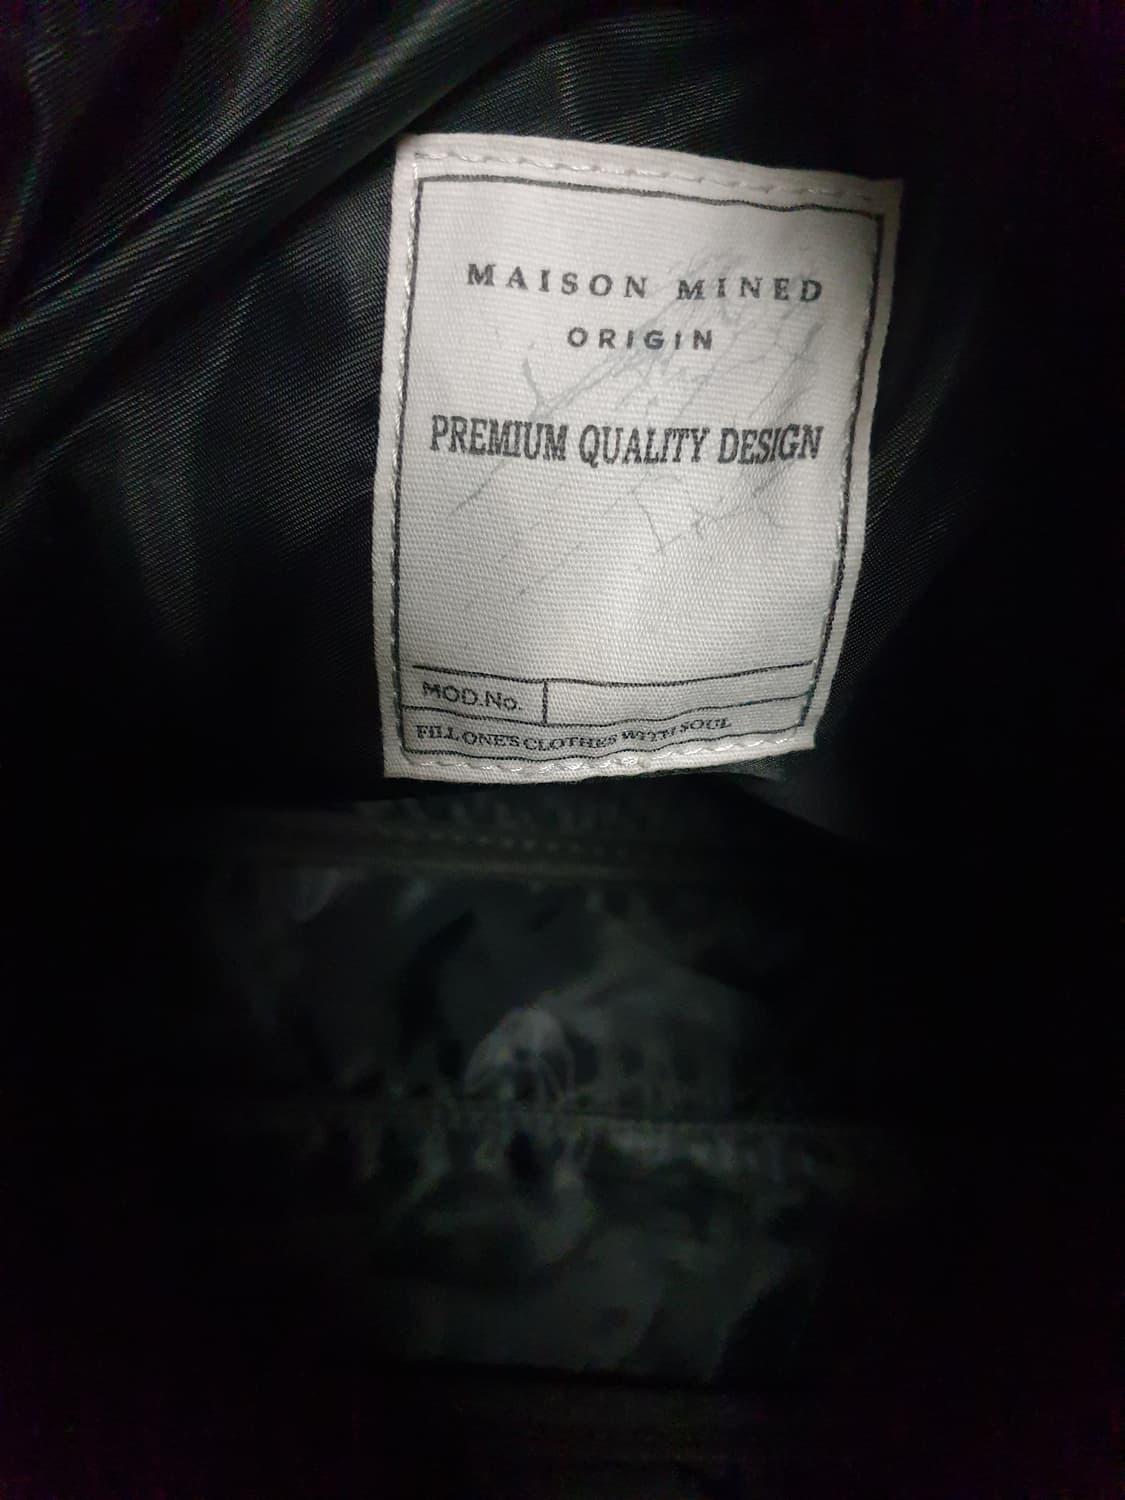 MAISON MINED
ORIGIN
PREMIUM QUALITY DESIGN
MOD.No.
FILL ONE'S CLOTHES WITH SOUL